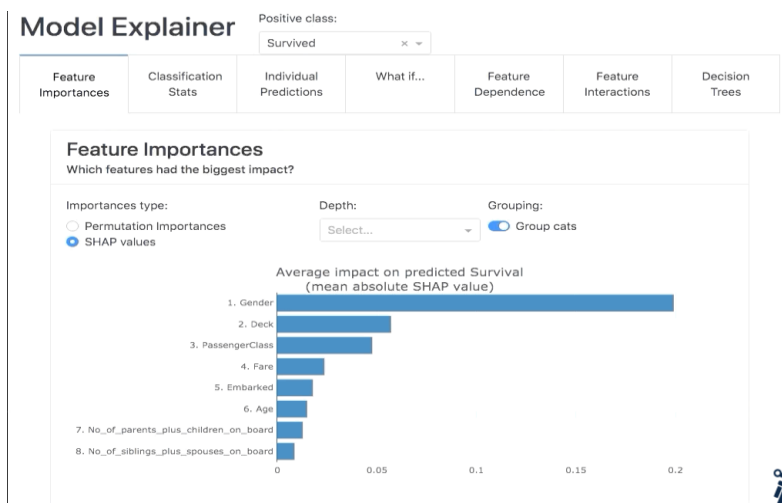 Model Explainer
Positive class:
Survived
Feature Importances
Classification Stats
Individual Predictions
What if...
Feature Dependence
Feature Interactions
Decision Trees
Feature Importances
Which features had the biggest impact?
Importances type:
Permutation Importances
SHAP values
Depth:
Select...
Grouping:
Group cats
Average impact on predicted Survival
(mean absolute SHAP value)
1. Gender
2. Deck
3. PassengerClass
4. Fare
5. Embarked
6. Age
7. No_of_parents_plus_children_on_board
8. No_of_siblings_plus_spouses_on_board
0 0.05 0.1 0.15 0.2